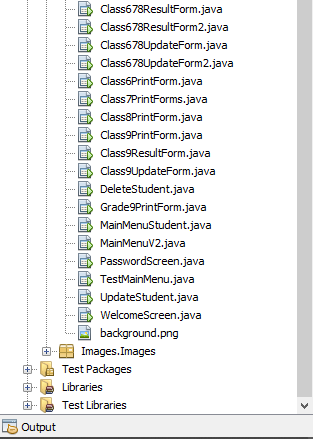 Class678ResultForm.java
Class678ResultForm2.java
Class678UpdateForm.java
Class678UpdateForm2.java
Class6PrintForm.java
Class7PrintForms.java
Class8PrintForm.java
Class9PrintForm.java
Class9ResultForm.java
Class9UpdateForm.java
DeleteStudent.java
Grade9PrintForm.java
MainMenuStudent.java
MainMenuV2.java
PasswordScreen.java
TestMainMenu.java
UpdateStudent.java
WelcomeScreen.java
background.png
Images.Images
Test Packages
Libraries
Test Libraries
Output